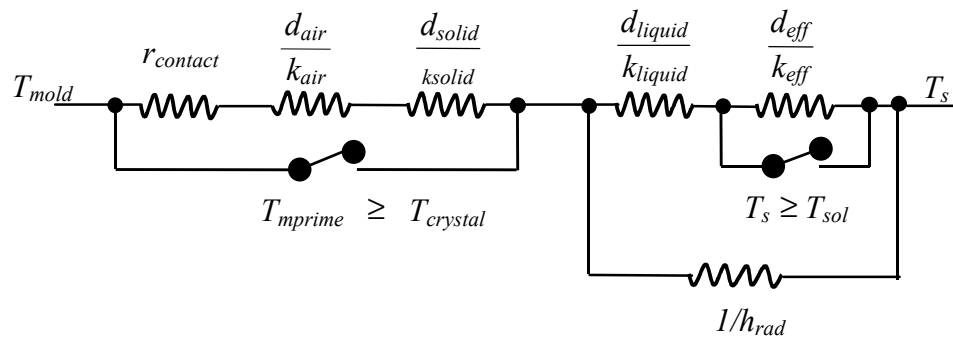 d_air d_solid d_liquid d_eff
r_contact k_air ksolid k_liquid k_eff
T_mold T_s
T_mprime ≥ T_crystal T_s ≥ T_sol
1/h_rad